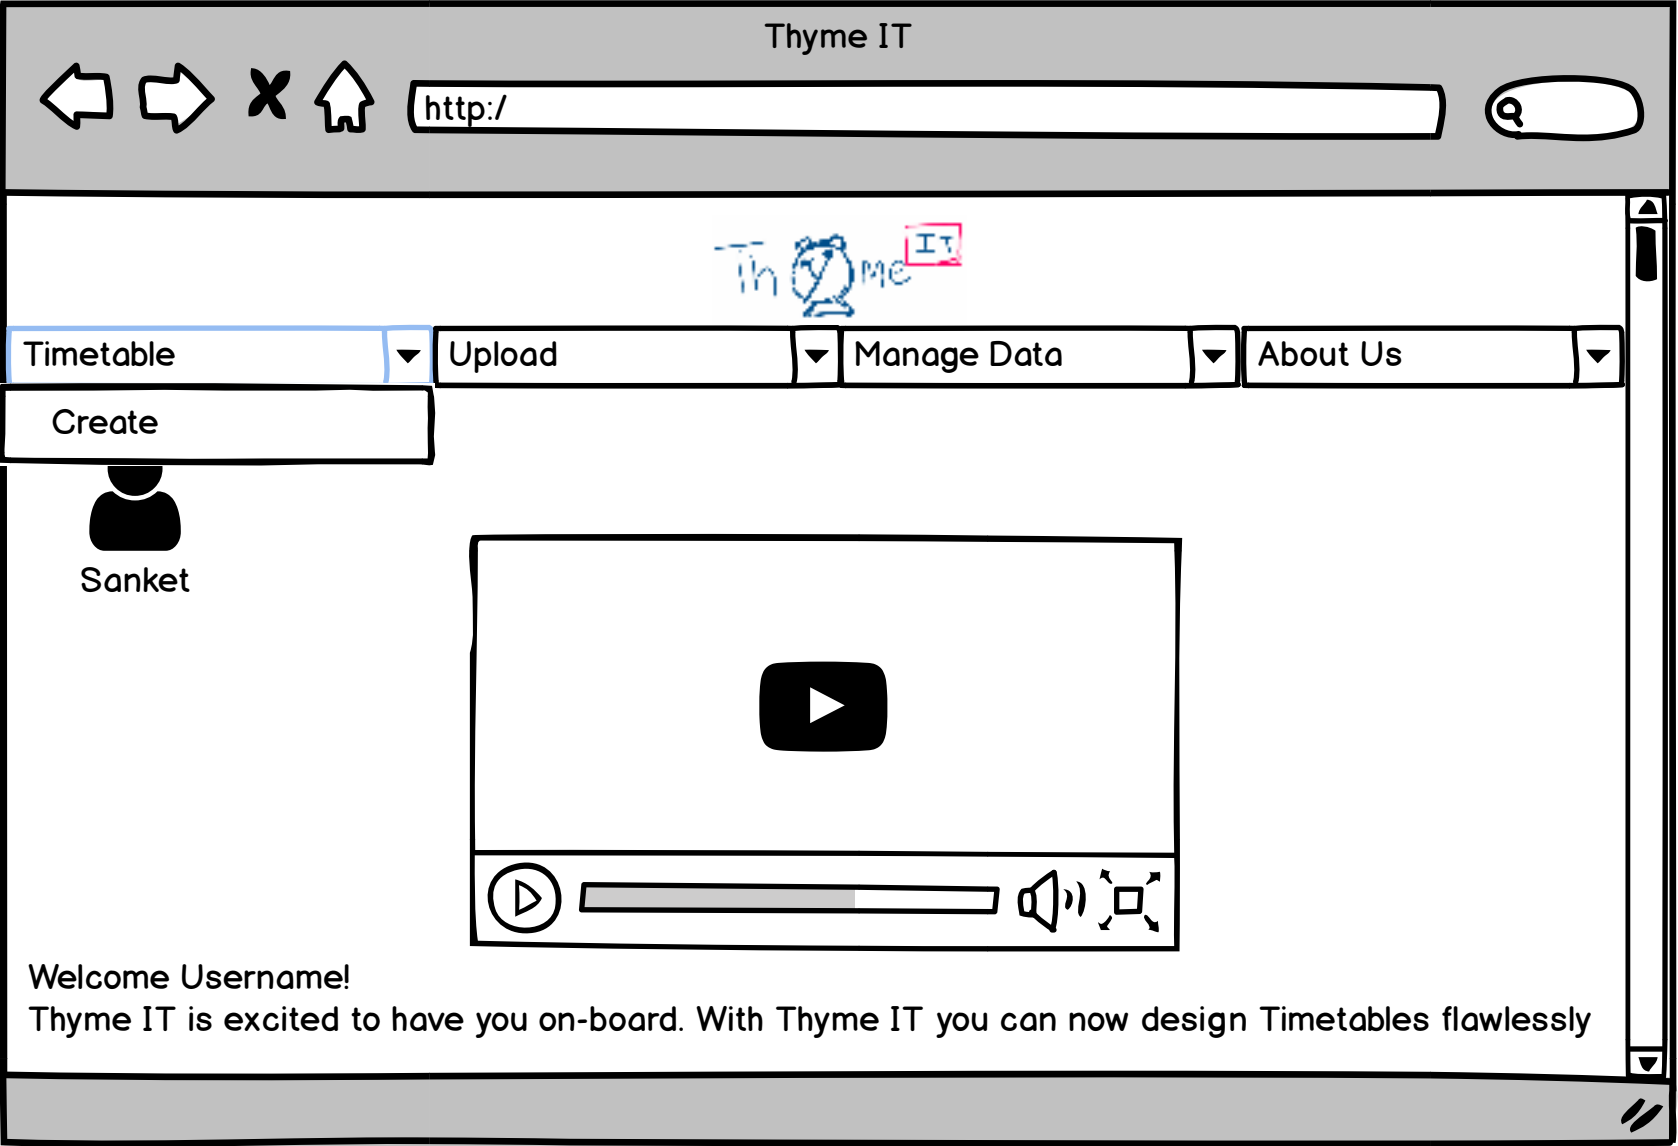 Thyme IT
http:/
Thyme IT
Timetable Upload Manage Data About Us
Create
Sanket
Welcome Username!
Thyme IT is excited to have you on-board. With Thyme IT you can now design Timetables flawlessly